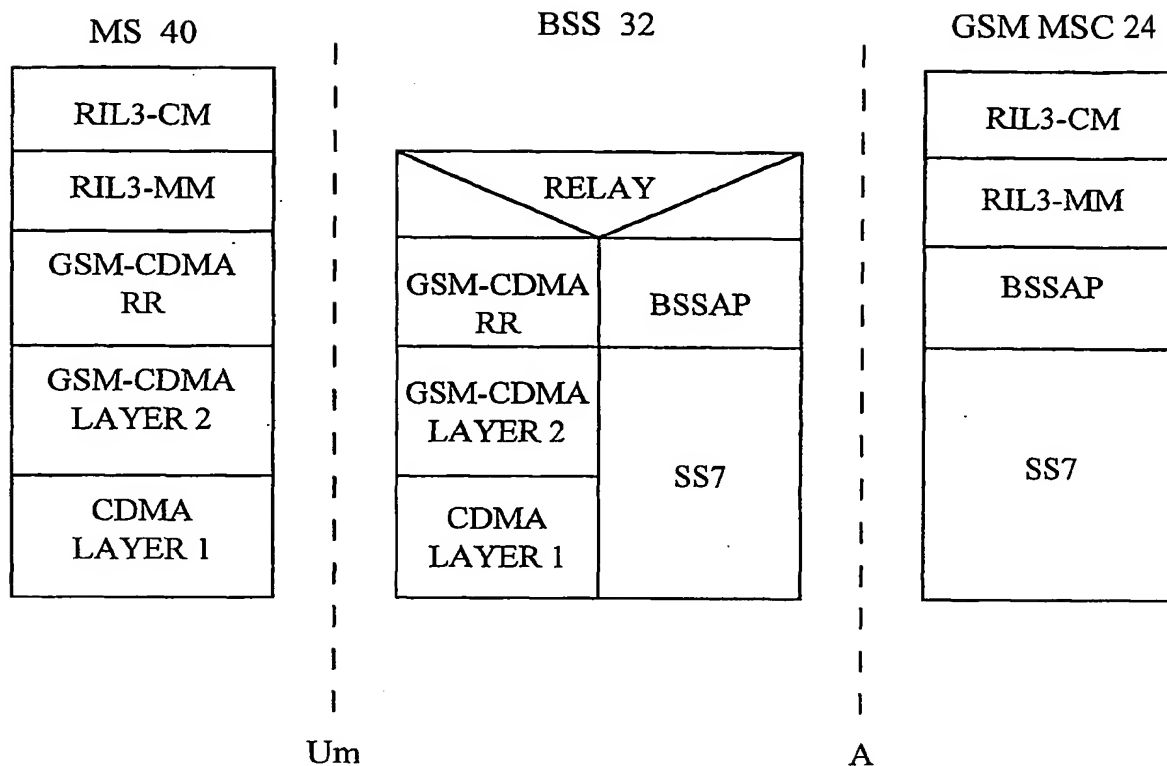 MS 40
RIL3-CM
RIL3-MM
GSM-CDMA
RR
GSM-CDMA
LAYER 2
CDMA
LAYER 1
Um
BSS 32
RELAY
GSM-CDMA
RR
BSSAP
GSM-CDMA
LAYER 2
SS7
CDMA
LAYER 1
A
GSM MSC 24
RIL3-CM
RIL3-MM
BSSAP
SS7